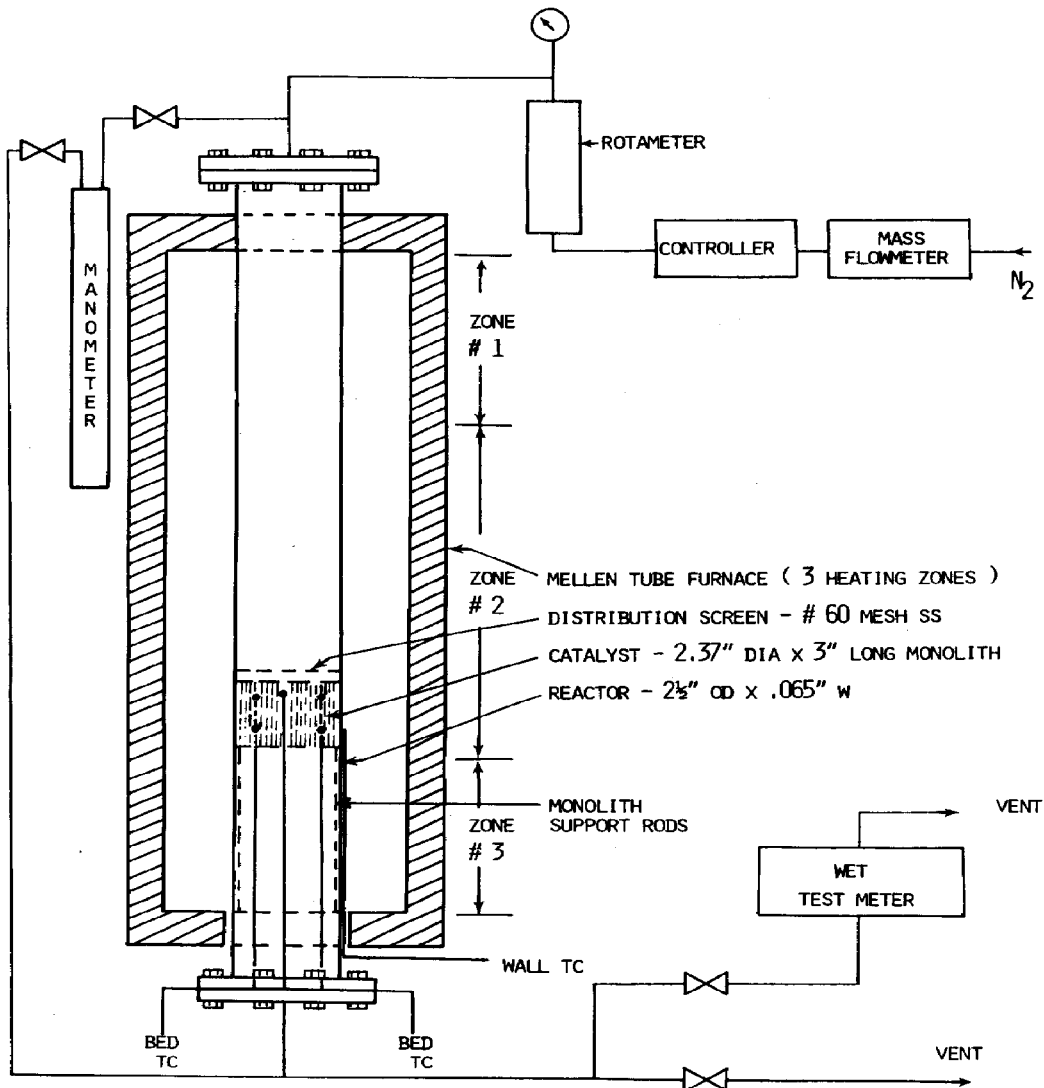 ROTAMETER
CONTROLLER
MASS
FLOWMETER
N2
MANOMETER
ZONE
# 1
ZONE
# 2
MELLEN TUBE FURNACE ( 3 HEATING ZONES )
DISTRIBUTION SCREEN - # 60 MESH SS
CATALYST - 2.37" DIA x 3" LONG MONOLITH
REACTOR - 2½" OD x .065" W
MONOLITH
SUPPORT RODS
ZONE
# 3
VENT
WET
TEST METER
WALL TC
BED
TC
BED
TC
VENT